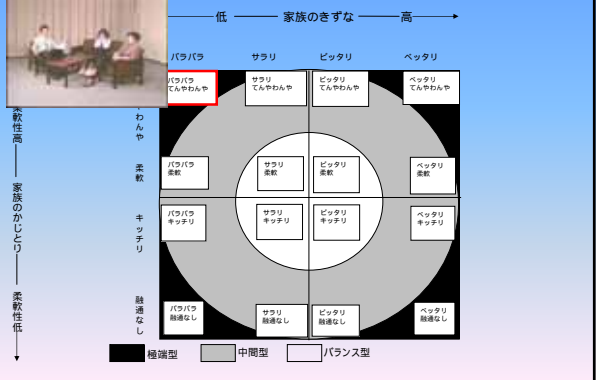 低 家族のきずな 高
バラバラ サラリ ピッタリ ベッタリ
柔軟性高
家族のかじとり
柔軟性低
わんや
柔軟
キッチリ
融通なし
バラバラ
てんやわんや
サラリ
てんやわんや
ピッタリ
てんやわんや
ベッタリ
てんやわんや
バラバラ
柔軟
サラリ
柔軟
ピッタリ
柔軟
ベッタリ
柔軟
バラバラ
キッチリ
サラリ
キッチリ
ピッタリ
キッチリ
ベッタリ
キッチリ
バラバラ
融通なし
サラリ
融通なし
ピッタリ
融通なし
ベッタリ
融通なし
極端型 中間型 バランス型